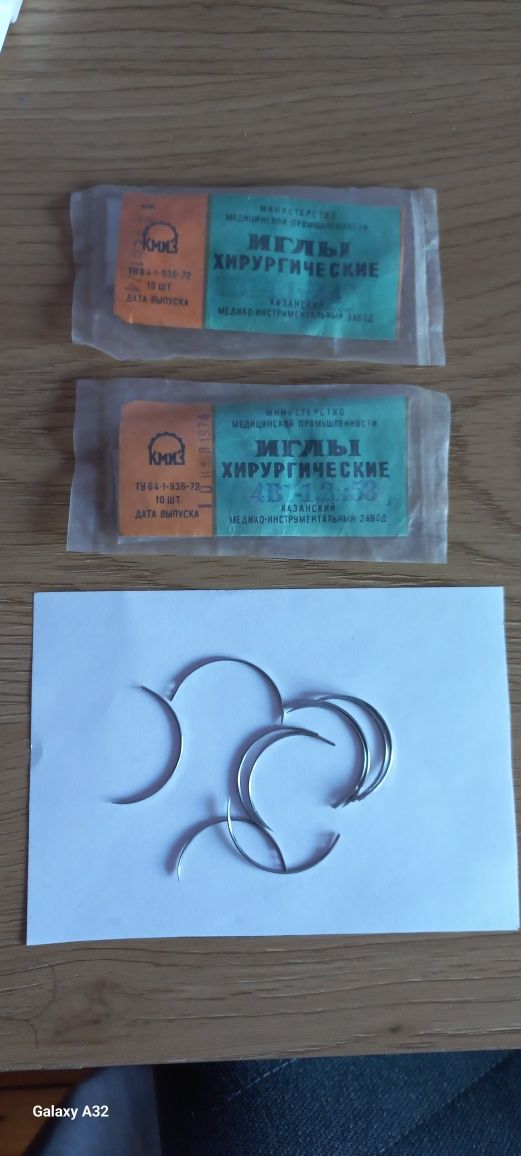 МИНИСТЕРСТВО
МЕДИЦИНСКОЙ ПРОМЫШЛЕННОСТИ
ИГЛЫ
ХИРУРГИЧЕСКИЕ
КАЗАНСКИЙ
МЕДИКО-ИНСТРУМЕНТАЛЬНЫЙ ЗАВОД
КМИЗ
ТУ 64-1-936-72
10 ШТ
ДАТА ВЫПУСКА
МИНИСТЕРСТВО
МЕДИЦИНСКОЙ ПРОМЫШЛЕННОСТИ
ИГЛЫ
ХИРУРГИЧЕСКИЕ
КАЗАНСКИЙ
МЕДИКО-ИНСТРУМЕНТАЛЬНЫЙ ЗАВОД
КМИЗ
ТУ 64-1-936-72
10 ШТ
ДАТА ВЫПУСКА
1974
Galaxy A32